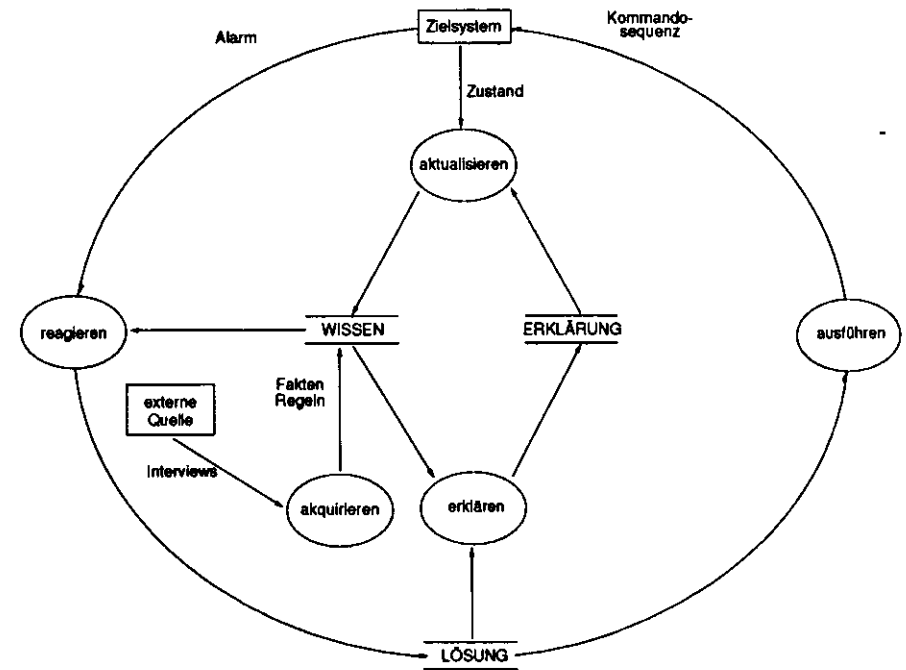 Zielsystem
Kommando-
sequenz
Alarm
Zustand
aktualisieren
reagieren
WISSEN
ERKLÄRUNG
ausführen
Fakten
Regeln
externe
Quelle
Interviews
akquirieren
erklären
LÖSUNG